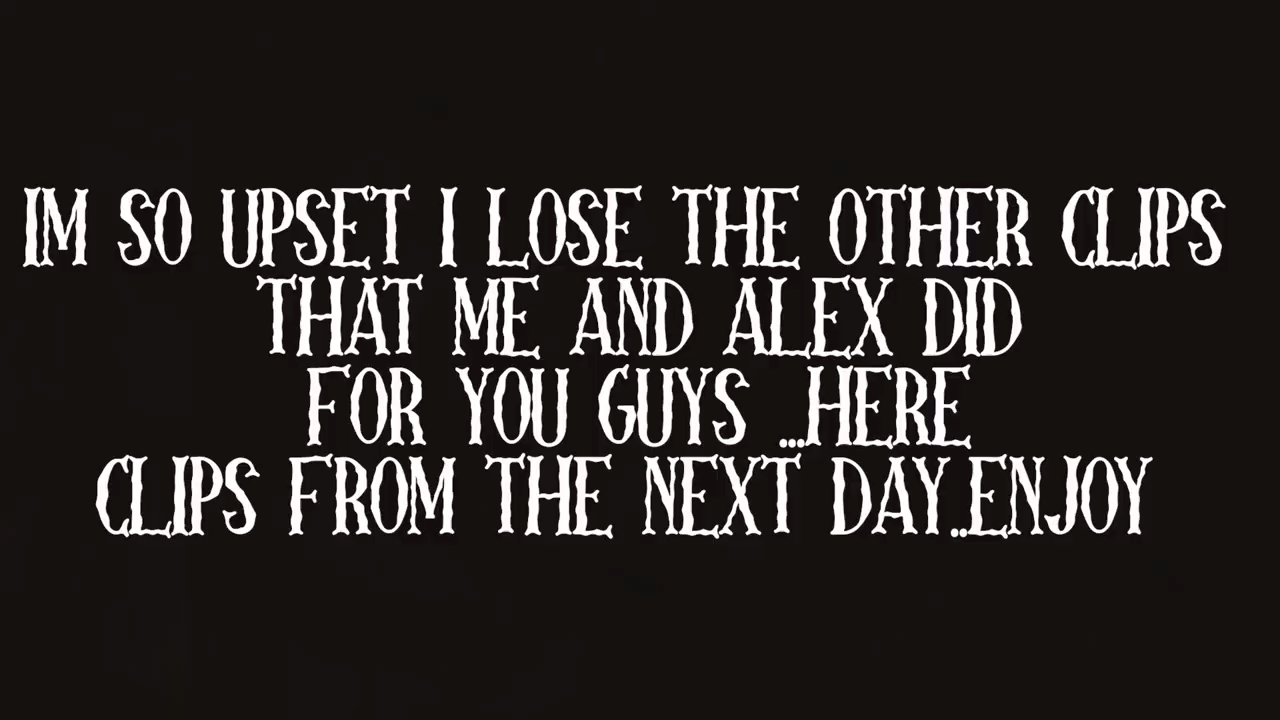 IM SO UPSET I LOSE THE OTHER CLIPS
THAT ME AND ALEX DID
FOR YOU GUYS ...HERE
CLIPS FROM THE NEXT DAY..ENJOY